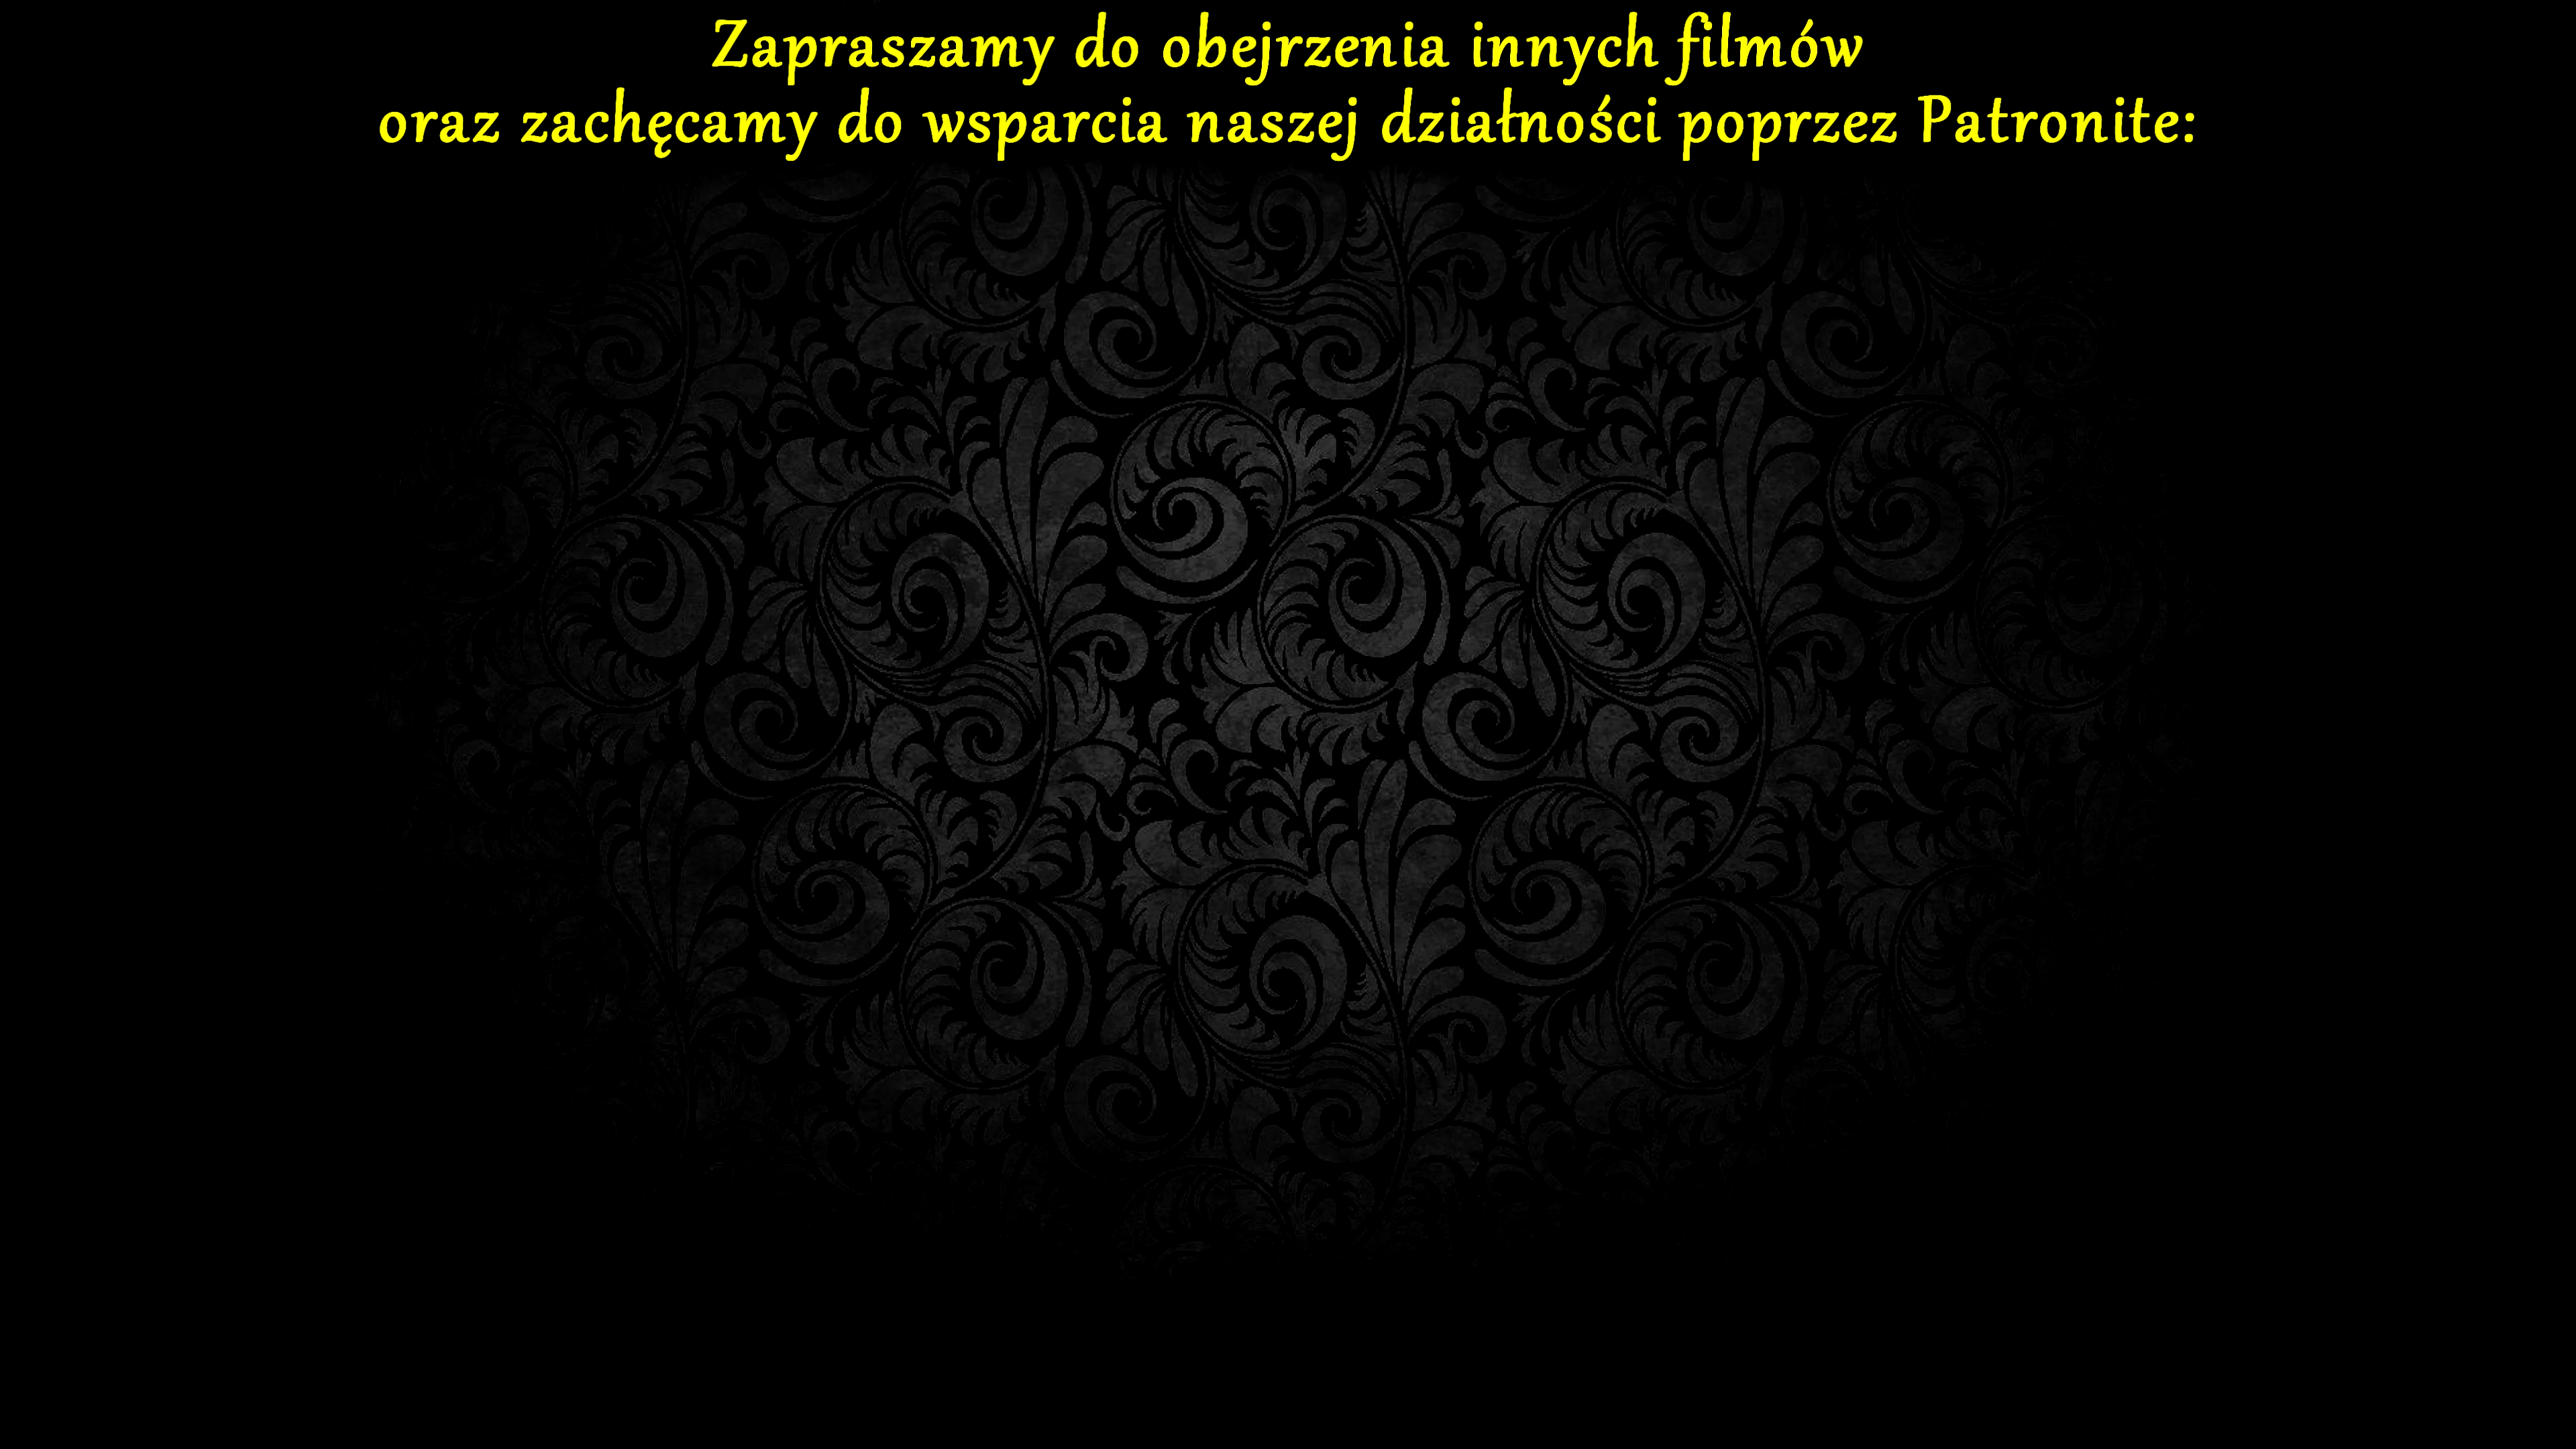 Zapraszamy do obejrzenia innych filmów
oraz zachęcamy do wsparcia naszej działności poprzez Patronite: